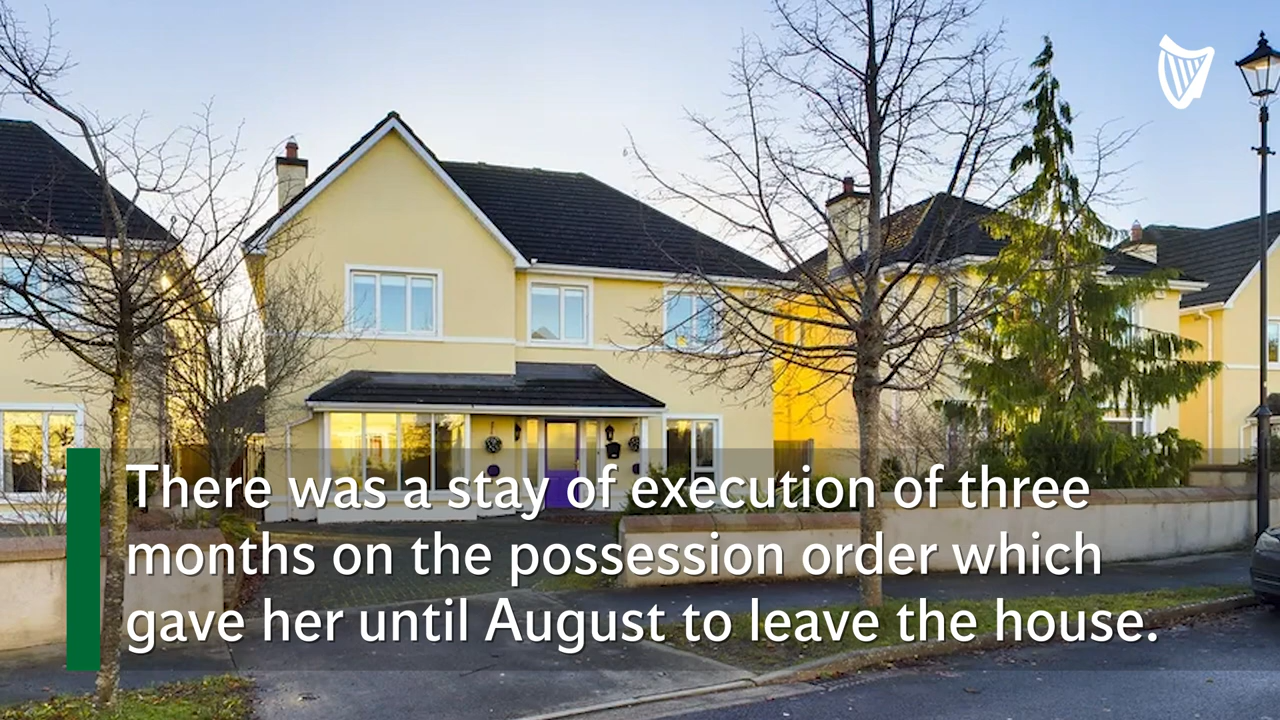 There was a stay of execution of three
months on the possession order which
gave her until August to leave the house.